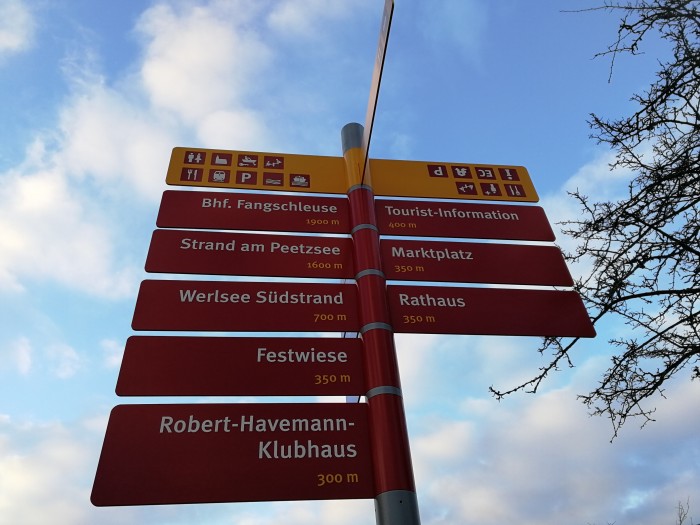 P
P EC i
Bhf. Fangschleuse
1900 m
Strand am Peetzsee
1600 m
Werlsee Südstrand
700 m
Festwiese
350 m
Robert-Havemann-
Klubhaus
300 m
Tourist-Information
400 m
Marktplatz
350 m
Rathaus
350 m